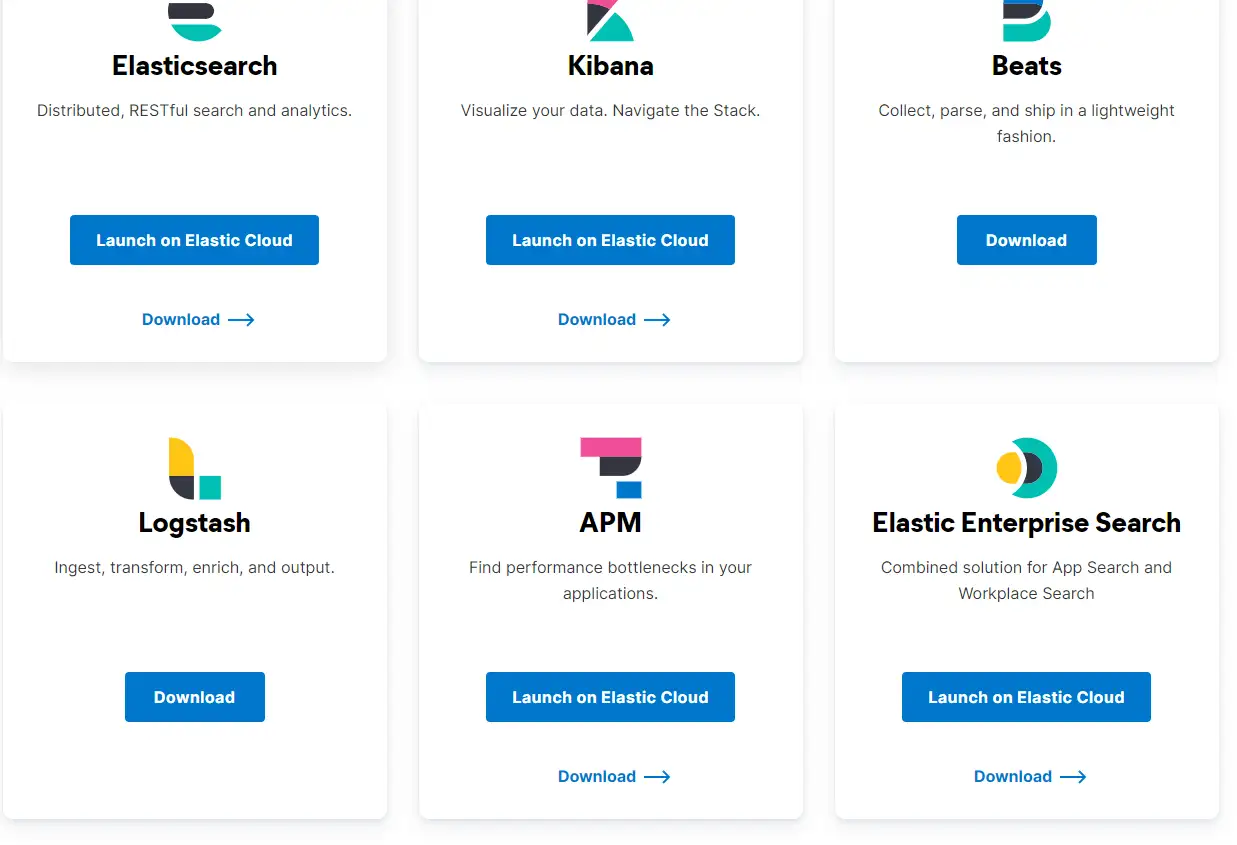 Elasticsearch
Distributed, RESTful search and analytics.
Launch on Elastic Cloud
Download
Kibana
Visualize your data. Navigate the Stack.
Launch on Elastic Cloud
Download
Beats
Collect, parse, and ship in a lightweight
fashion.
Download
Logstash
Ingest, transform, enrich, and output.
Download
APM
Find performance bottlenecks in your
applications.
Launch on Elastic Cloud
Download
Elastic Enterprise Search
Combined solution for App Search and
Workplace Search
Launch on Elastic Cloud
Download